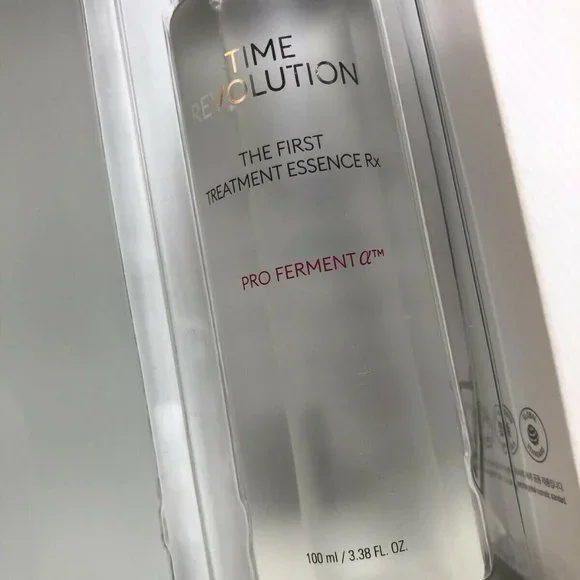 TIME
REVOLUTION
THE FIRST
TREATMENT ESSENCE Rx
PRO FERMENT α™
100 ml / 3.38 FL. OZ.